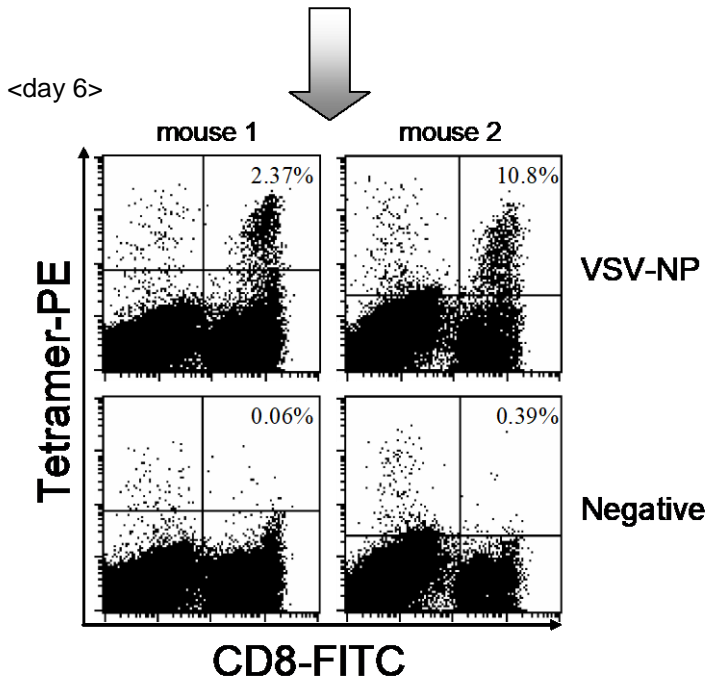 <day 6>
mouse 1
mouse 2
2.37%
10.8%
VSV-NP
Tetramer-PE
0.06%
0.39%
Negative
CD8-FITC